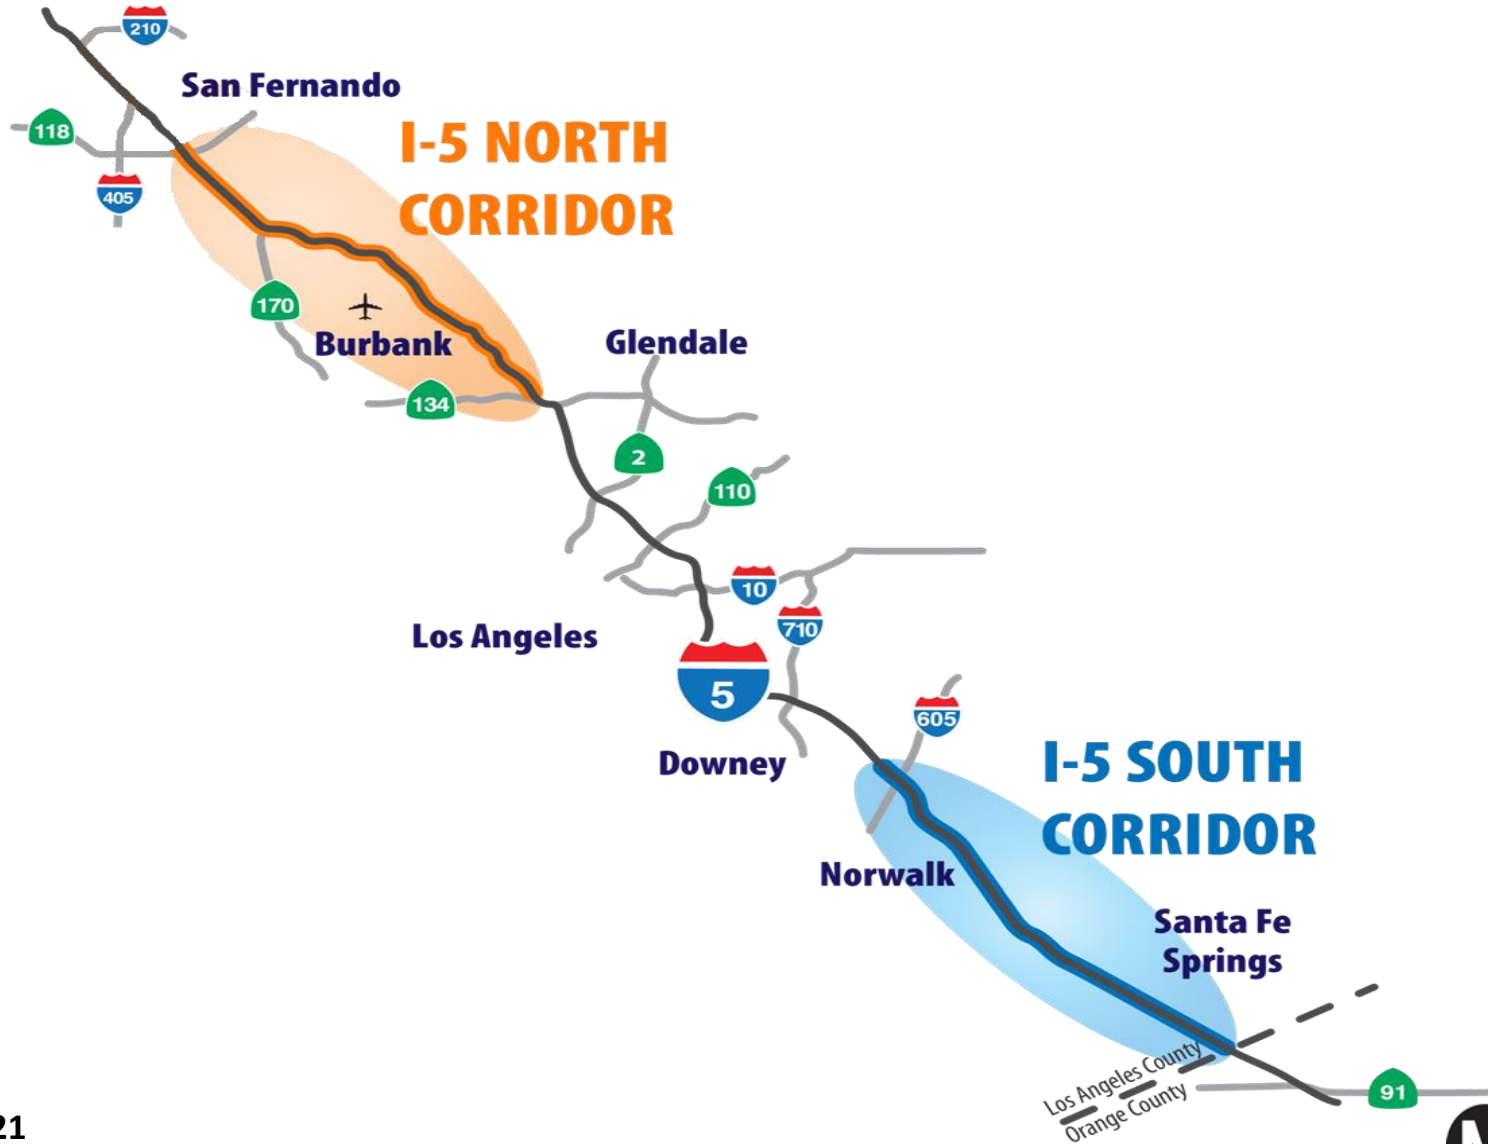 210
San Fernando
118
I-5 NORTH
CORRIDOR
405
170
Burbank
Glendale
134
2
110
10
710
Los Angeles
5
605
Downey
I-5 SOUTH
CORRIDOR
Norwalk
Santa Fe
Springs
Los Angeles County
Orange County
91
21